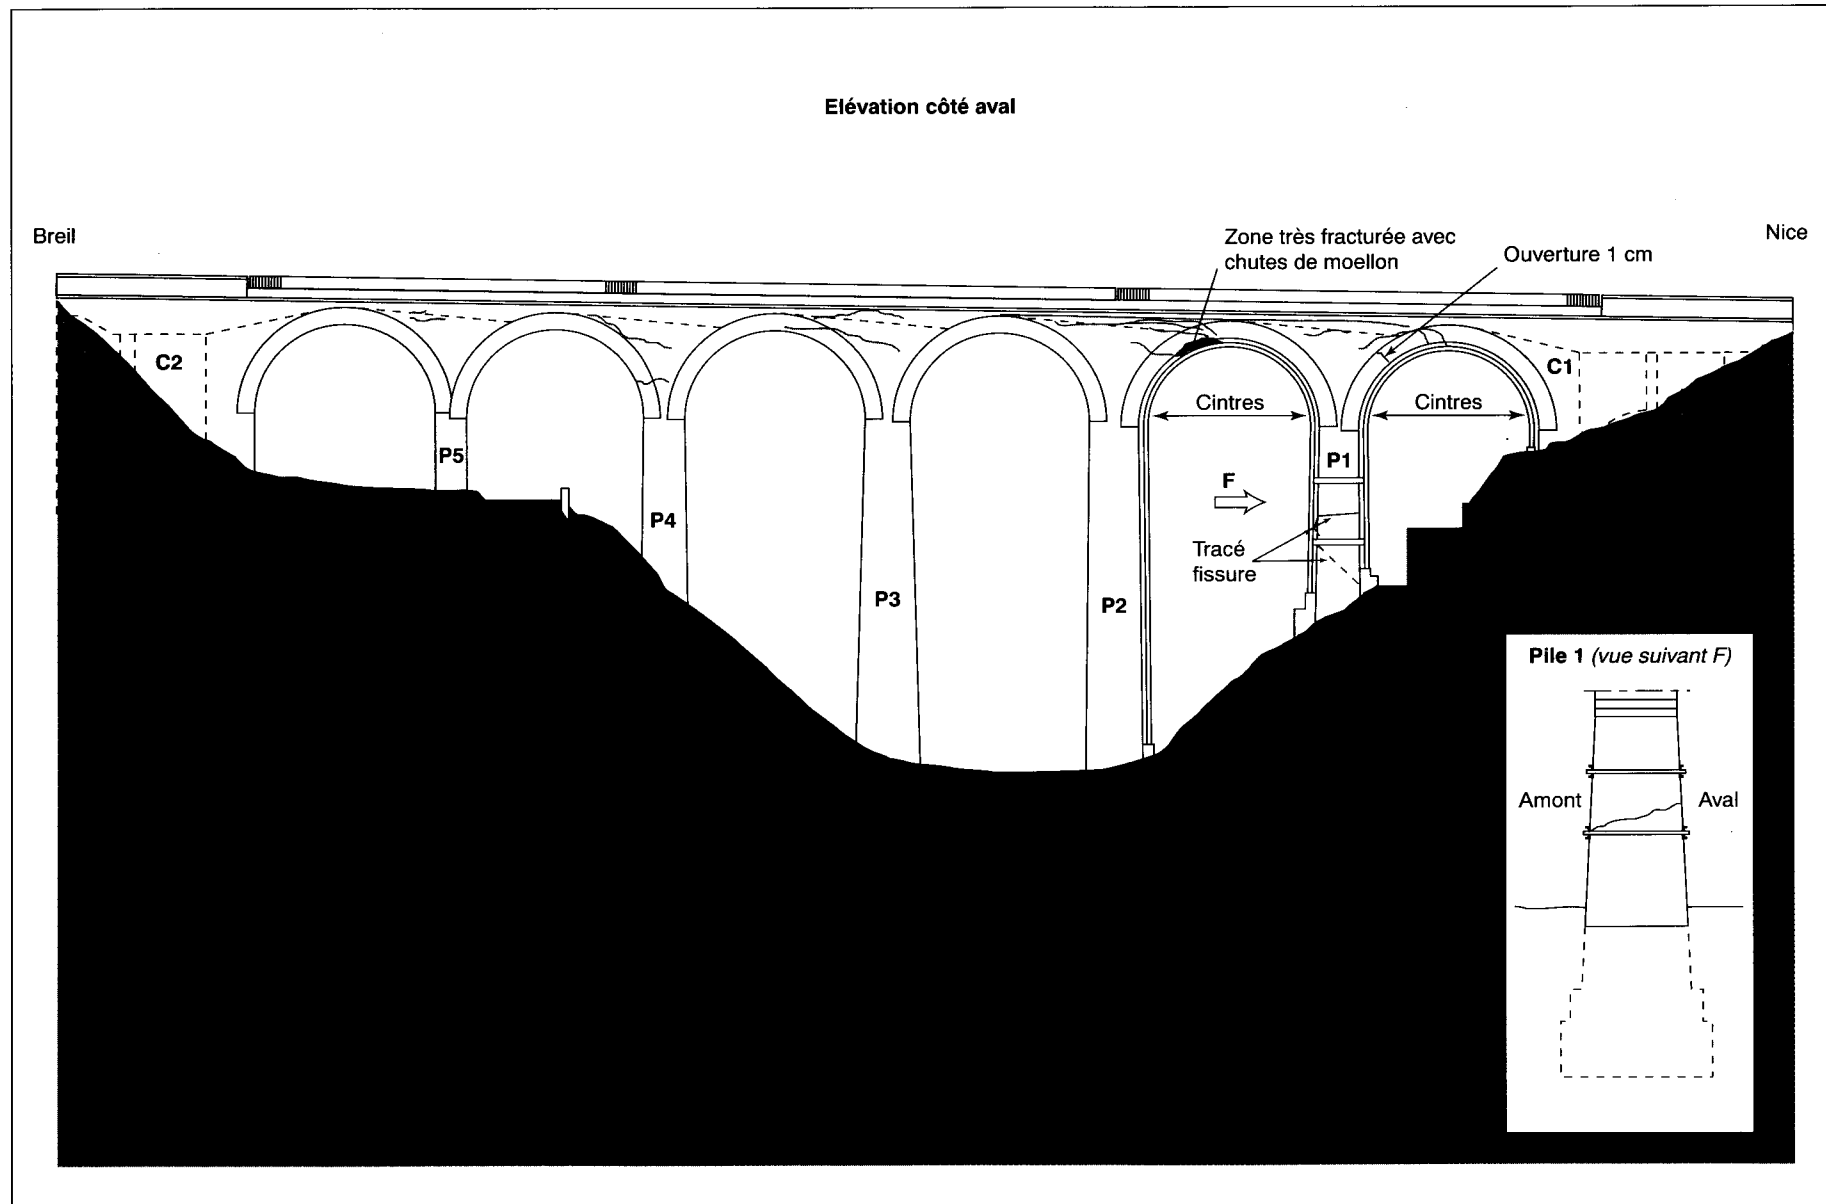 Elévation côté aval
Breil
Zone très fracturée avec
chutes de moellon
Ouverture 1 cm
Nice
C2
C1
Cintres
Cintres
P5
P1
F
P4
Tracé
fissure
P3
P2
Pile 1 (vue suivant F)
Amont
Aval